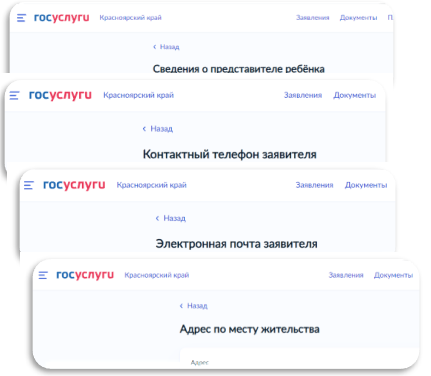 госуслуги Красноярский край Заявления Документы П
Назад
Сведения о представителе ребёнка
госуслуги Красноярский край Заявления Документы
Назад
Контактный телефон заявителя
госуслуги Красноярский край Заявления Документы
Назад
Электронная почта заявителя
госуслуги Красноярский край Заявления Документы
Назад
Адрес по месту жительства
Адрес